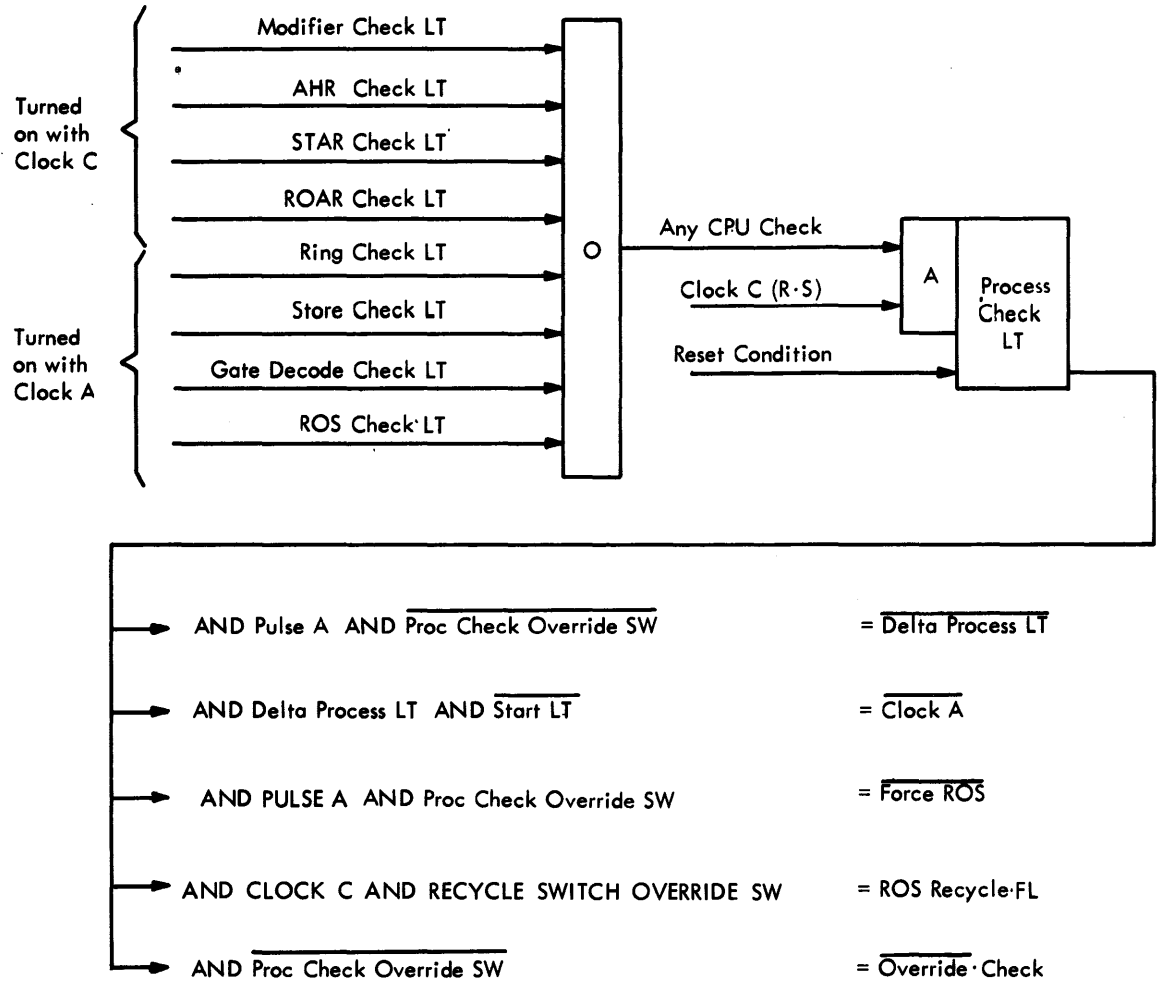 Modifier Check LT
AHR Check LT
Turned
on with
Clock C
STAR Check LT
ROAR Check LT
Ring Check LT
Store Check LT
Turned
on with
Clock A
Gate Decode Check LT
ROS Check LT
O
Any CPU Check
Clock C (R·S)
Reset Condition
A
Process
Check
LT
AND Pulse A AND Proc Check Override SW = Delta Process LT
AND Delta Process LT AND Start LT = Clock A
AND PULSE A AND Proc Check Override SW = Force ROS
AND CLOCK C AND RECYCLE SWITCH OVERRIDE SW = ROS Recycle·FL
AND Proc Check Override SW = Override · Check